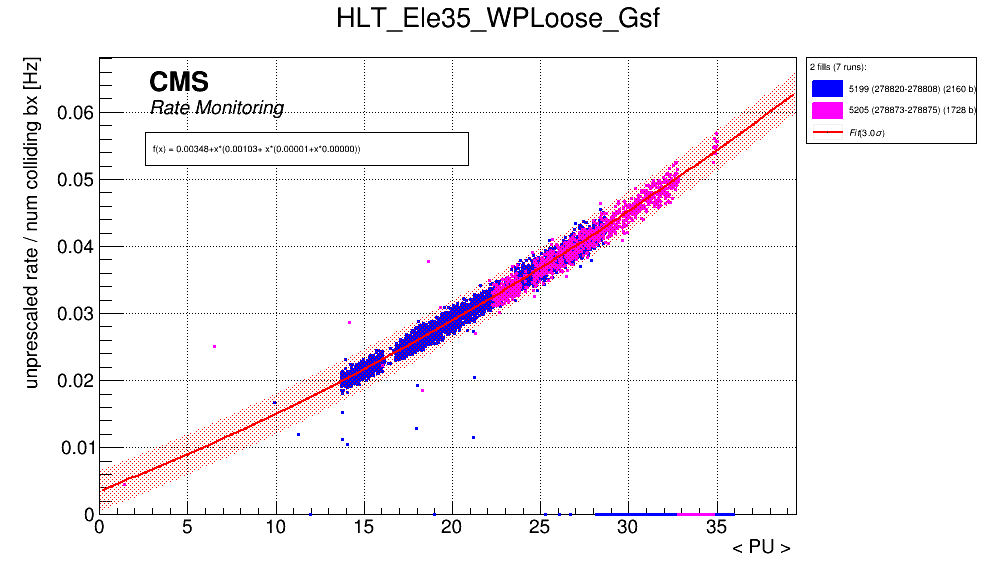 HLT_Ele35_WPLoose_Gsf
unprescaled rate / num colliding bx [Hz]
CMS
Rate Monitoring
f(x) = 0.00348+x*(0.00103+ x*(0.00001+x*0.00000))
2 fills (7 runs):
5199 (278820-278808) (2160 b)
5205 (278873-278875) (1728 b)
Fit(3.0σ)
0.06
0.05
0.04
0.03
0.02
0.01
0
0 5 10 15 20 25 30 35
< PU >